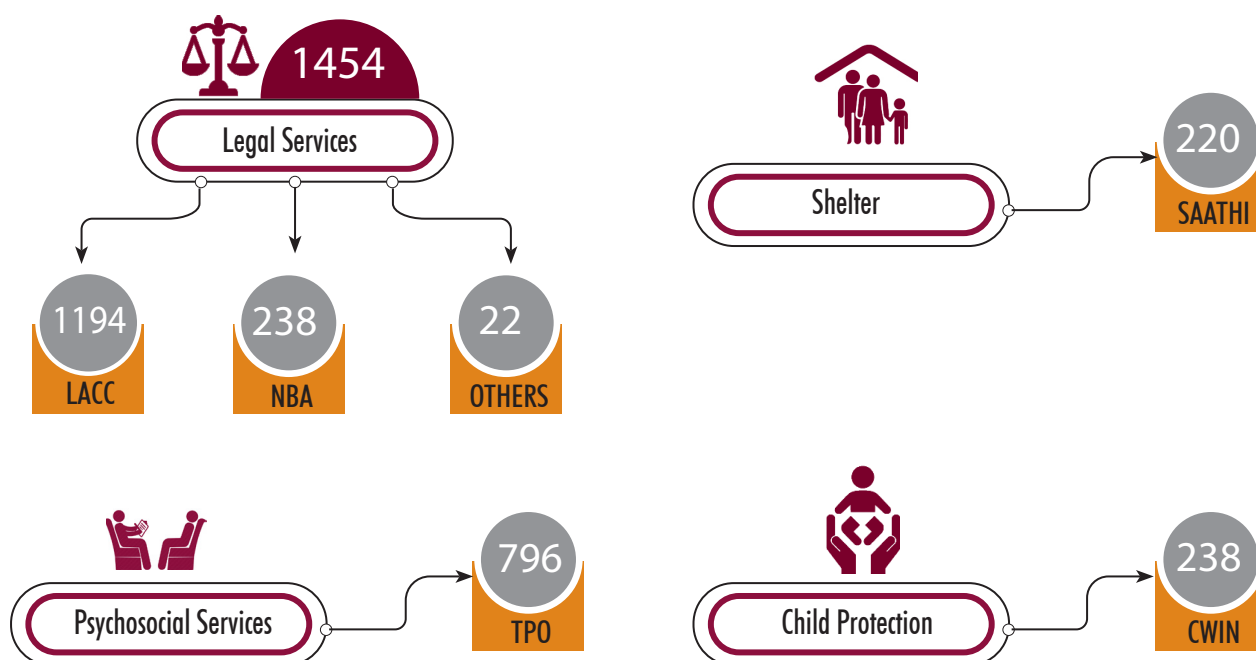 1454
Legal Services
1194
LACC
238
NBA
22
OTHERS
Shelter
220
SAATHI
Psychosocial Services
796
TPO
Child Protection
238
CWIN